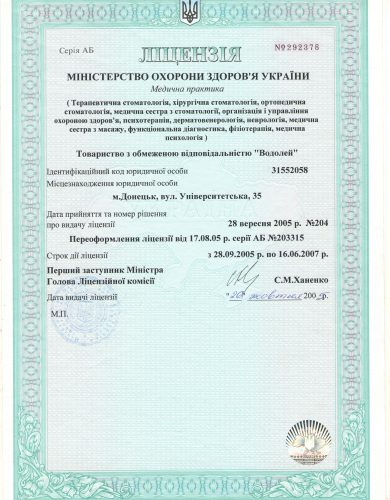 Серія АБ
№292376
ЛІЦЕНЗІЯ
МІНІСТЕРСТВО ОХОРОНИ ЗДОРОВ'Я УКРАЇНИ
Медична практика
( Терапевтична стоматологія, хірургічна стоматологія, ортопедична
стоматологія, медична сестра з стоматології, організація і управління
охороною здоров'я, психотерапія, дерматовенерологія, неврологія, медична
сестра з масажу, функціональна діагностика, фізіотерапія, медична
психологія )
Товариство з обмеженою відповідальністю "Водолей"
Ідентифікаційний код юридичної особи 31552058
Місцезнаходження юридичної особи
м.Донецьк, вул. Університетська, 35
Дата прийняття та номер рішення
про видачу ліцензії 28 вересня 2005 р. №204
Переоформлення ліцензії від 17.08.05 р. серії АБ №203315
Строк дії ліцензії з 28.09.2005 р. по 16.06.2007 р.
Перший заступник Міністра
Голова Ліцензійної комісії С.М.Ханенко
Дата видачі ліцензії "20" жовтня 2005р.
М.П.